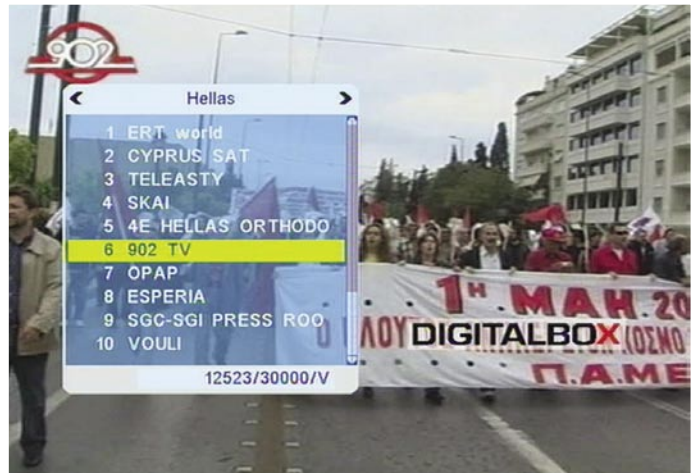 902
Hellas
1 ERT world
2 CYPRUS SAT
3 TELEASTY
4 SKAI
5 4E HELLAS ORTHODO
6 902 TV
7 OPAP
8 ESPERIA
9 SGC-SGI PRESS ROO
10 VOULI
12523/30000/V
1Η ΜΑΗ 20
DIGITALBOX
Π.Α.ΜΕ